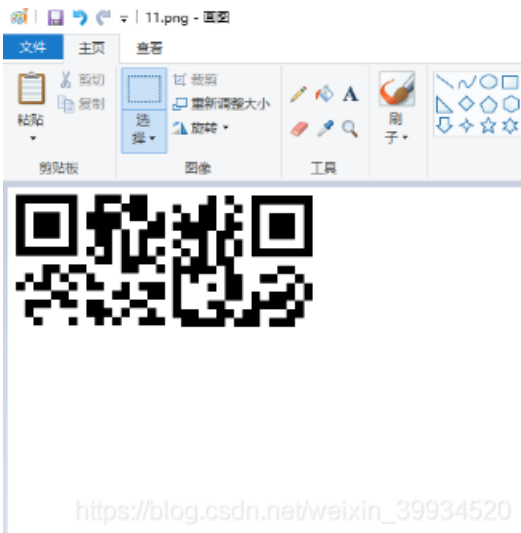 11.png - 画图
文件 主页 查看
粘贴 剪切 复制 选择 裁剪 重新调整大小 旋转 A 刷子
剪贴板 图像 工具
https://blog.csdn.net/weixin_39934520